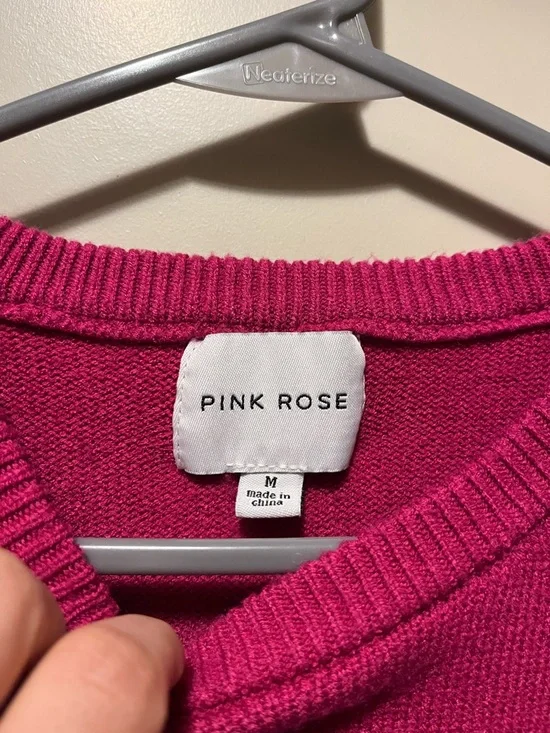 Neaterize
PINK ROSE
M
made in
china